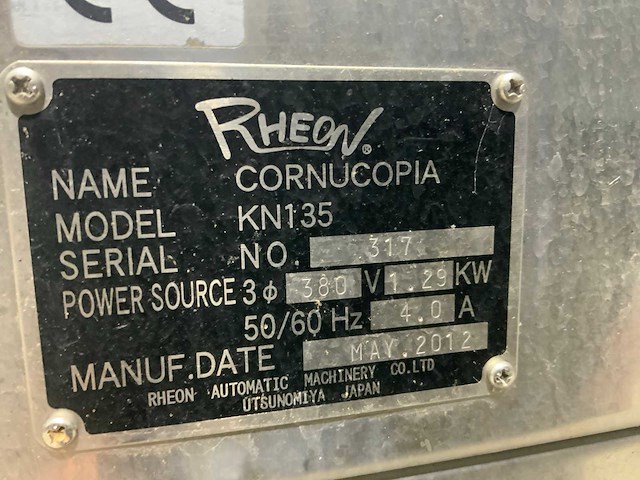 CE
RHEON®
NAME CORNUCOPIA
MODEL KN135
SERIAL NO. 317
POWER SOURCE 3φ 380 V 1.29 KW
50/60 Hz 4.0 A
MANUF.DATE MAY.2012
RHEON AUTOMATIC MACHINERY CO.LTD
UTSUNOMIYA JAPAN